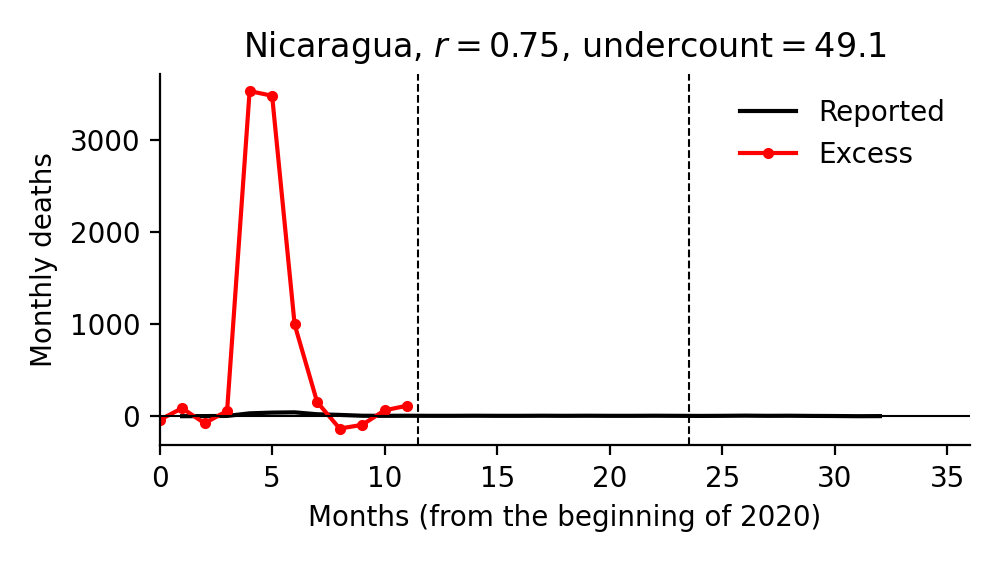 Nicaragua, r = 0.75, undercount = 49.1
Reported
Excess
Monthly deaths
3000
2000
1000
0
0 5 10 15 20 25 30 35
Months (from the beginning of 2020)